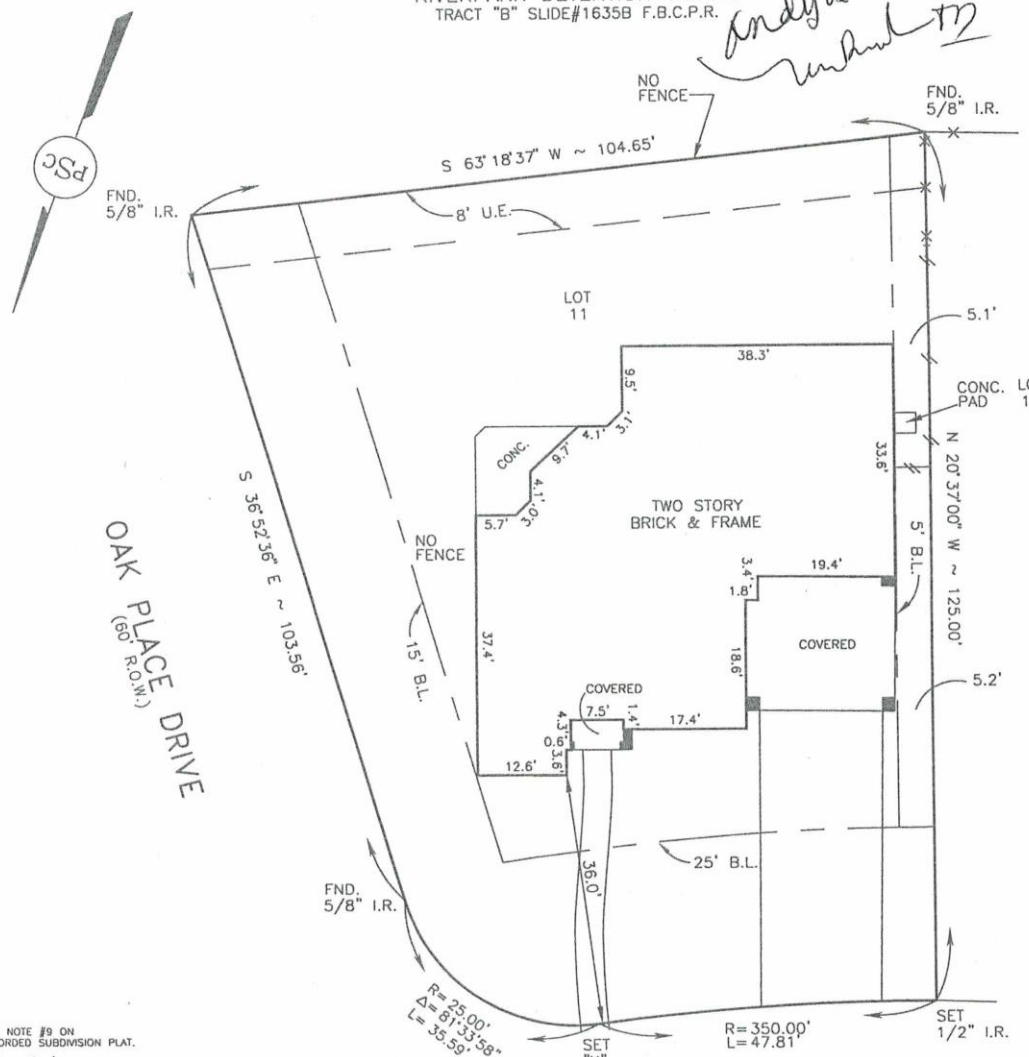 TRACT "B" SLIDE#1635B F.B.C.P.R.
NO
FENCE
FND.
5/8" I.R.
S 63°18'37" W ~ 104.65'
PSC
FND.
5/8" I.R.
8' U.E.
LOT
11
5.1'
38.3'
9.5'
3.1'
4.1'
9.7'
4.1'
3.0'
5.7'
CONC.
CONC.
PAD
33.6'
N 20°37'00" W ~ 125.00'
TWO STORY
BRICK & FRAME
S 36°52'36" E ~ 103.56'
NO
FENCE
OAK PLACE DRIVE
(60' R.O.W.)
15' B.L.
37.4'
5' B.L.
3.4'
19.4'
1.8'
COVERED
18.6'
5.2'
COVERED
7.5'
1.4'
4.3'
0.6'
3.6'
17.4'
12.6'
36.0'
25' B.L.
FND.
5/8" I.R.
R= 25.00'
Δ= 81°33'58"
L= 35.59'
SET
R= 350.00'
L= 47.81'
SET
1/2" I.R.
NOTE #9 ON
ORDED SUBDIVISION PLAT.